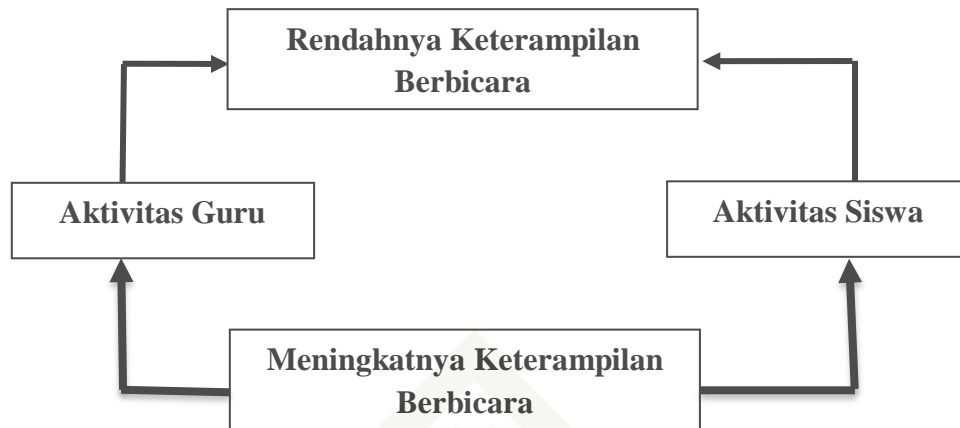 Rendahnya Keterampilan
Berbicara
Aktivitas Guru
Aktivitas Siswa
Meningkatnya Keterampilan
Berbicara